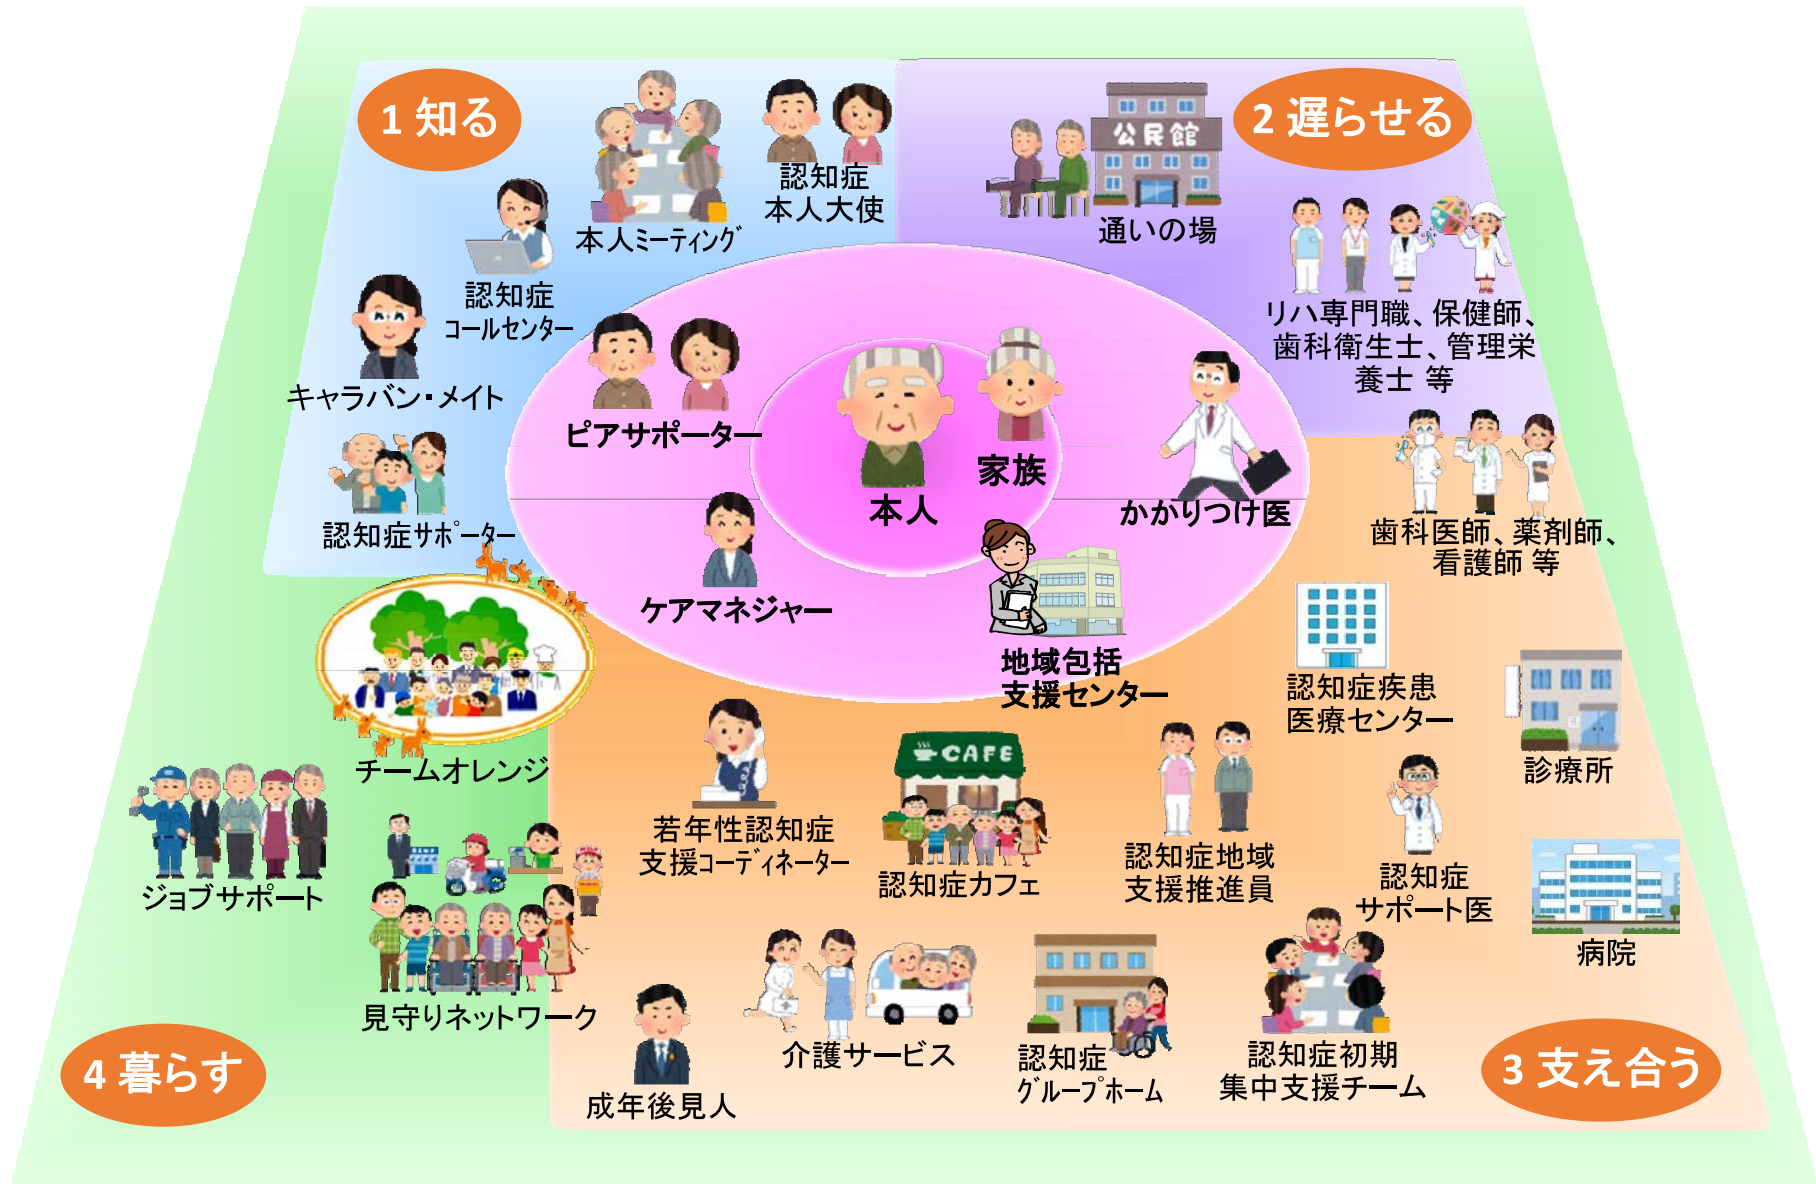 1 知る
認知症
本人大使
本人ミーティング
認知症
コールセンター
キャラバン・メイト
認知症サポーター
公民館
通いの場
2 遅らせる
リハ専門職、保健師、
歯科衛生士、管理栄
養士 等
ピアサポーター
本人
家族
かかりつけ医
ケアマネジャー
地域包括
支援センター
歯科医師、薬剤師、
看護師 等
認知症疾患
医療センター
診療所
チームオレンジ
ジョブサポート
見守りネットワーク
若年性認知症
支援コーディネーター
CAFE
認知症カフェ
認知症地域
支援推進員
認知症
サポート医
病院
成年後見人
介護サービス
認知症
グループホーム
認知症初期
集中支援チーム
3 支え合う
4 暮らす